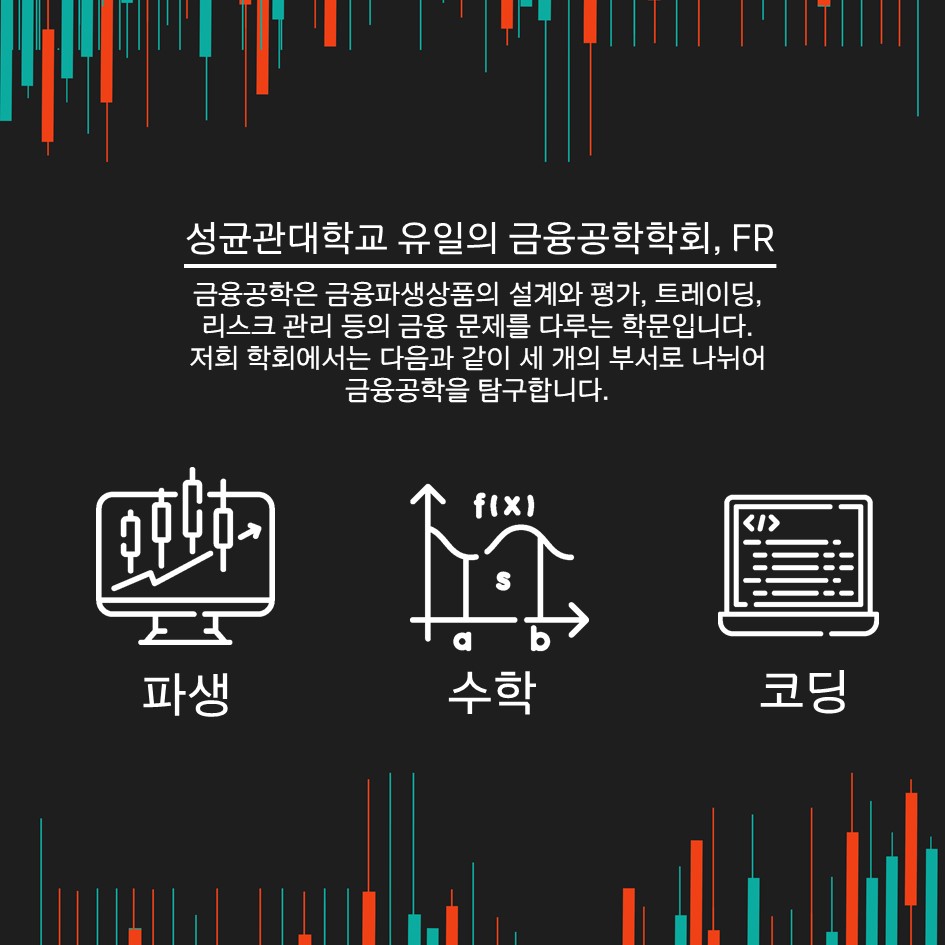 성균관대학교 유일의 금융공학학회, FR
금융공학은 금융파생상품의 설계와 평가, 트레이딩,
리스크 관리 등의 금융 문제를 다루는 학문입니다.
저희 학회에서는 다음과 같이 세 개의 부서로 나뉘어
금융공학을 탐구합니다.
f(x)
s
a b
</>
파생 수학 코딩